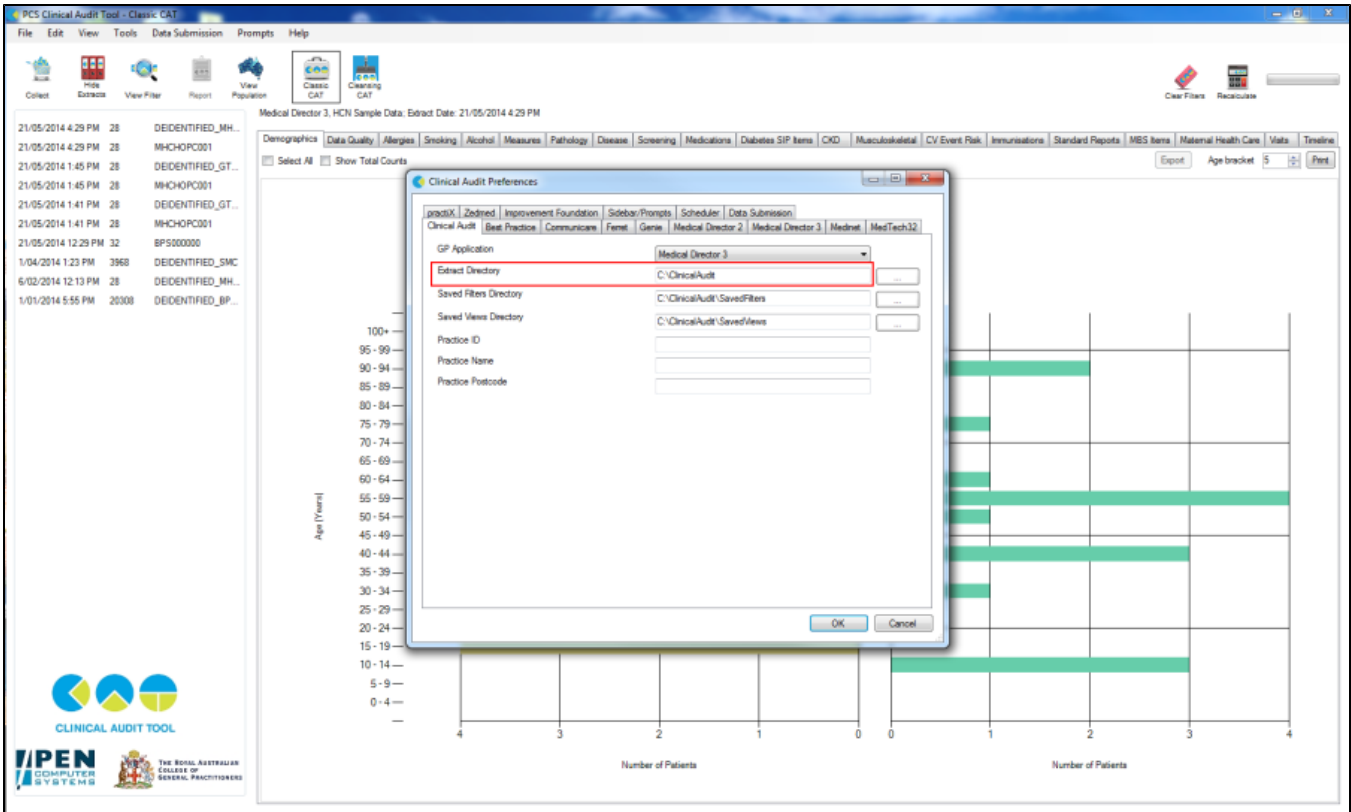 PCS Clinical Audit Tool - Classic CAT
File Edit View Tools Data Submission Prompts Help
Collect
Hide Extracts
View Filter
Report
View Population
Classic CAT
Cleansing CAT
Clear Filters
Recalculate
Medical Director 3, HCN Sample Data: Extract Date: 21/05/2014 4:29 PM
21/05/2014 4:29 PM 28 DEIDENTIFIED_MH...
21/05/2014 4:29 PM 28 MHCHOPC001
21/05/2014 1:45 PM 28 DEIDENTIFIED_GT...
21/05/2014 1:45 PM 28 MHCHOPC001
21/05/2014 1:41 PM 28 DEIDENTIFIED_GT...
21/05/2014 1:41 PM 28 MHCHOPC001
21/05/2014 12:29 PM 32 BPS000000
1/04/2014 1:23 PM 3968 DEIDENTIFIED_SMC
6/02/2014 12:13 PM 28 DEIDENTIFIED_MH...
1/01/2014 5:55 PM 20308 DEIDENTIFIED_BP...
Demographics Data Quality Allergies Smoking Alcohol Measures Pathology Disease Screening Medications Diabetes SIP Items CKD Musculoskeletal CV Event Risk Immunisations Standard Reports MBS Items Maternal Health Care Visits Timeline
Select All Show Total Counts Export Age bracket 5 Print
Clinical Audit Preferences
practiX Zedmed Improvement Foundation Sidebar/Prompts Scheduler Data Submission
Clinical Audit Best Practice Communicare Ferret Genie Medical Director 2 Medical Director 3 Medinet MedTech32
GP Application Medical Director 3
Extract Directory C:\ClinicalAudit ...
Saved Filters Directory C:\ClinicalAudit\SavedFilters ...
Saved Views Directory C:\ClinicalAudit\SavedViews ...
Practice ID
Practice Name
Practice Postcode
OK Cancel
Age (Years)
100+
95 - 99
90 - 94
85 - 89
80 - 84
75 - 79
70 - 74
65 - 69
60 - 64
55 - 59
50 - 54
45 - 49
40 - 44
35 - 39
30 - 34
25 - 29
20 - 24
15 - 19
10 - 14
5 - 9
0 - 4
4 3 2 1 0 0 1 2 3 4
Number of Patients Number of Patients
CLINICAL AUDIT TOOL
PEN
COMPUTER
SYSTEMS
THE ROYAL AUSTRALIAN
COLLEGE OF
GENERAL PRACTITIONERS